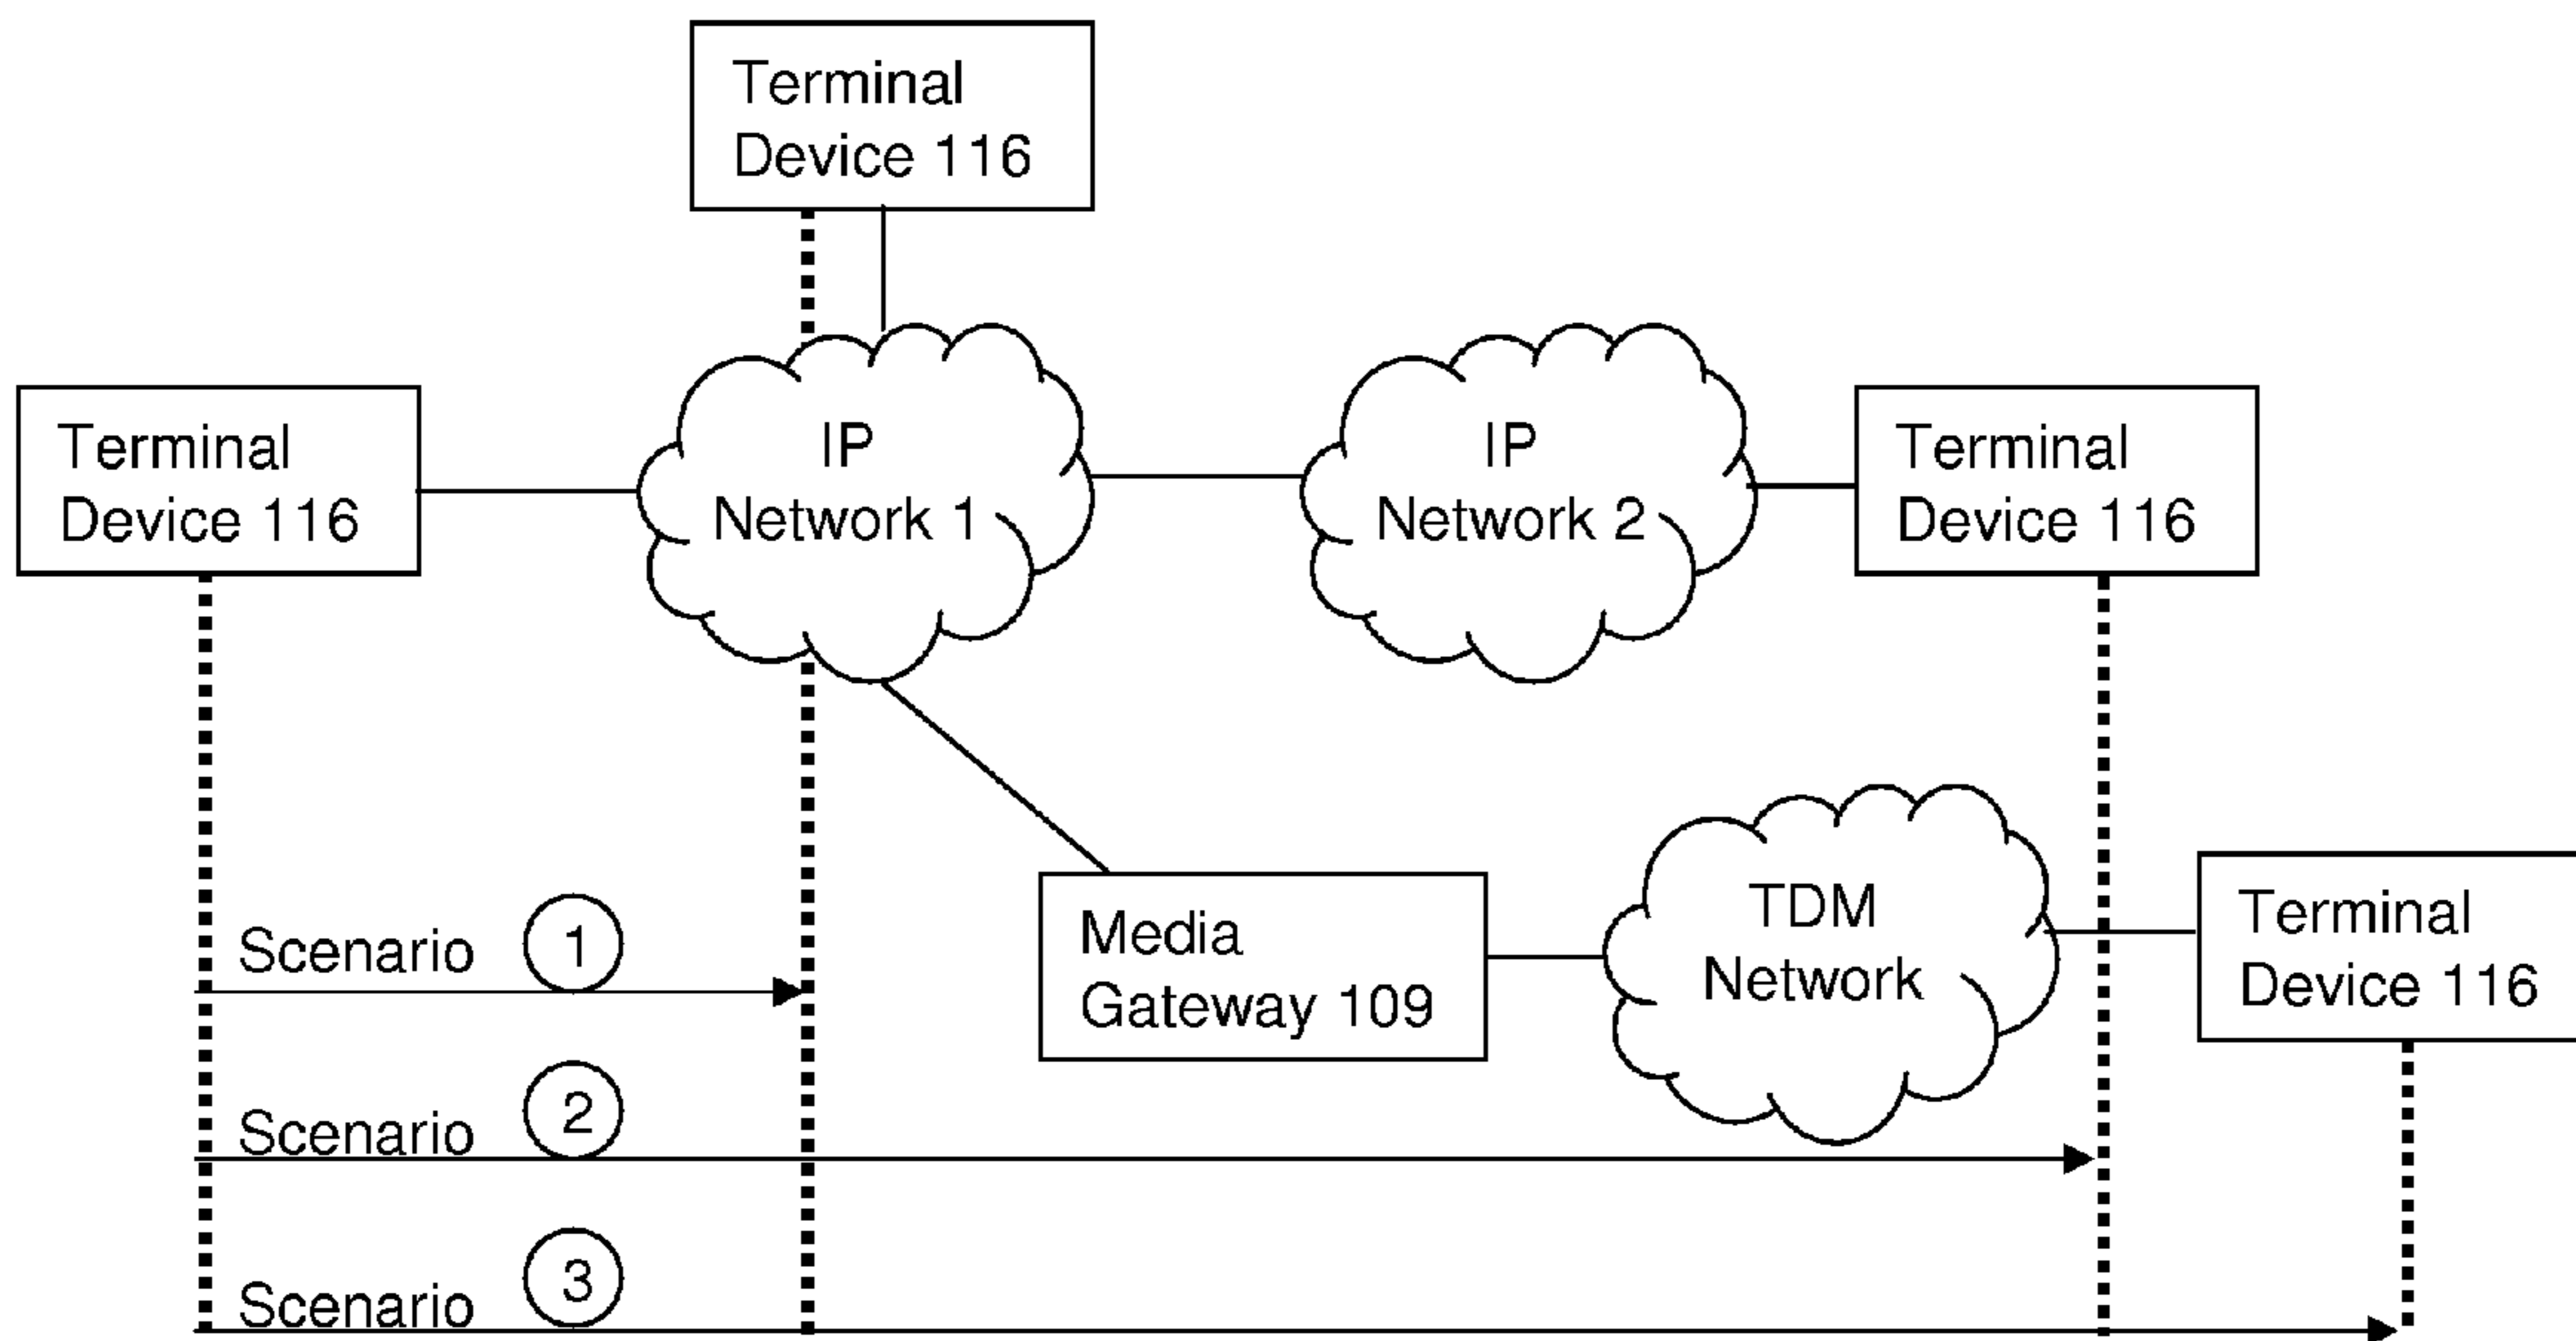 Terminal
Device 116
Terminal
Device 116
IP
Network 1
IP
Network 2
Terminal
Device 116
Media
Gateway 109
TDM
Network
Terminal
Device 116
Scenario 1
Scenario 2
Scenario 3